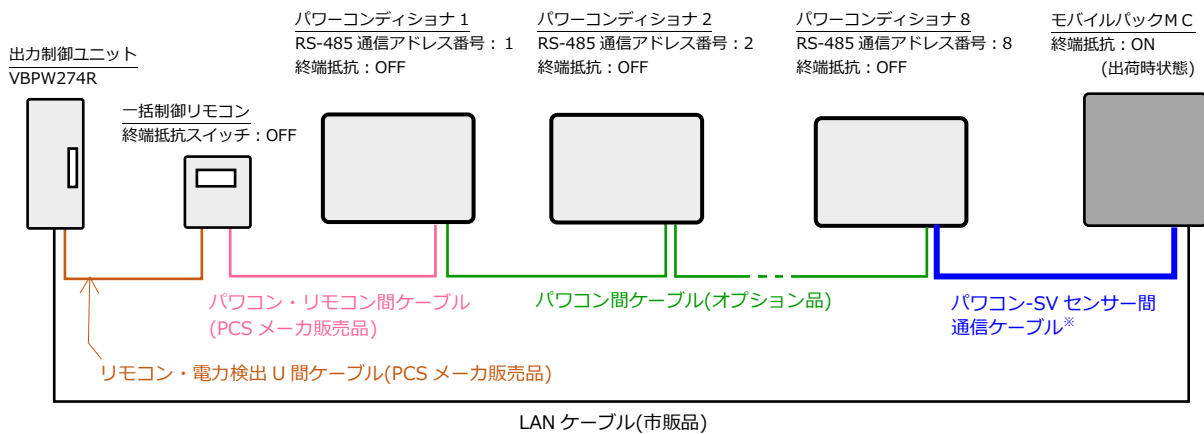 出力制御ユニット
VBPW274R
一括制御リモコン
終端抵抗スイッチ：OFF
パワーコンディショナ 1
RS-485 通信アドレス番号：1
終端抵抗：OFF
パワーコンディショナ 2
RS-485 通信アドレス番号：2
終端抵抗：OFF
パワーコンディショナ 8
RS-485 通信アドレス番号：8
終端抵抗：OFF
モバイルパックＭＣ
終端抵抗：ON
(出荷時状態)
パワコン・リモコン間ケーブル
(PCS メーカ販売品)
パワコン間ケーブル(オプション品)
パワコン-SV センサー間
通信ケーブル※
リモコン・電力検出 U 間ケーブル(PCS メーカ販売品)
LAN ケーブル(市販品)